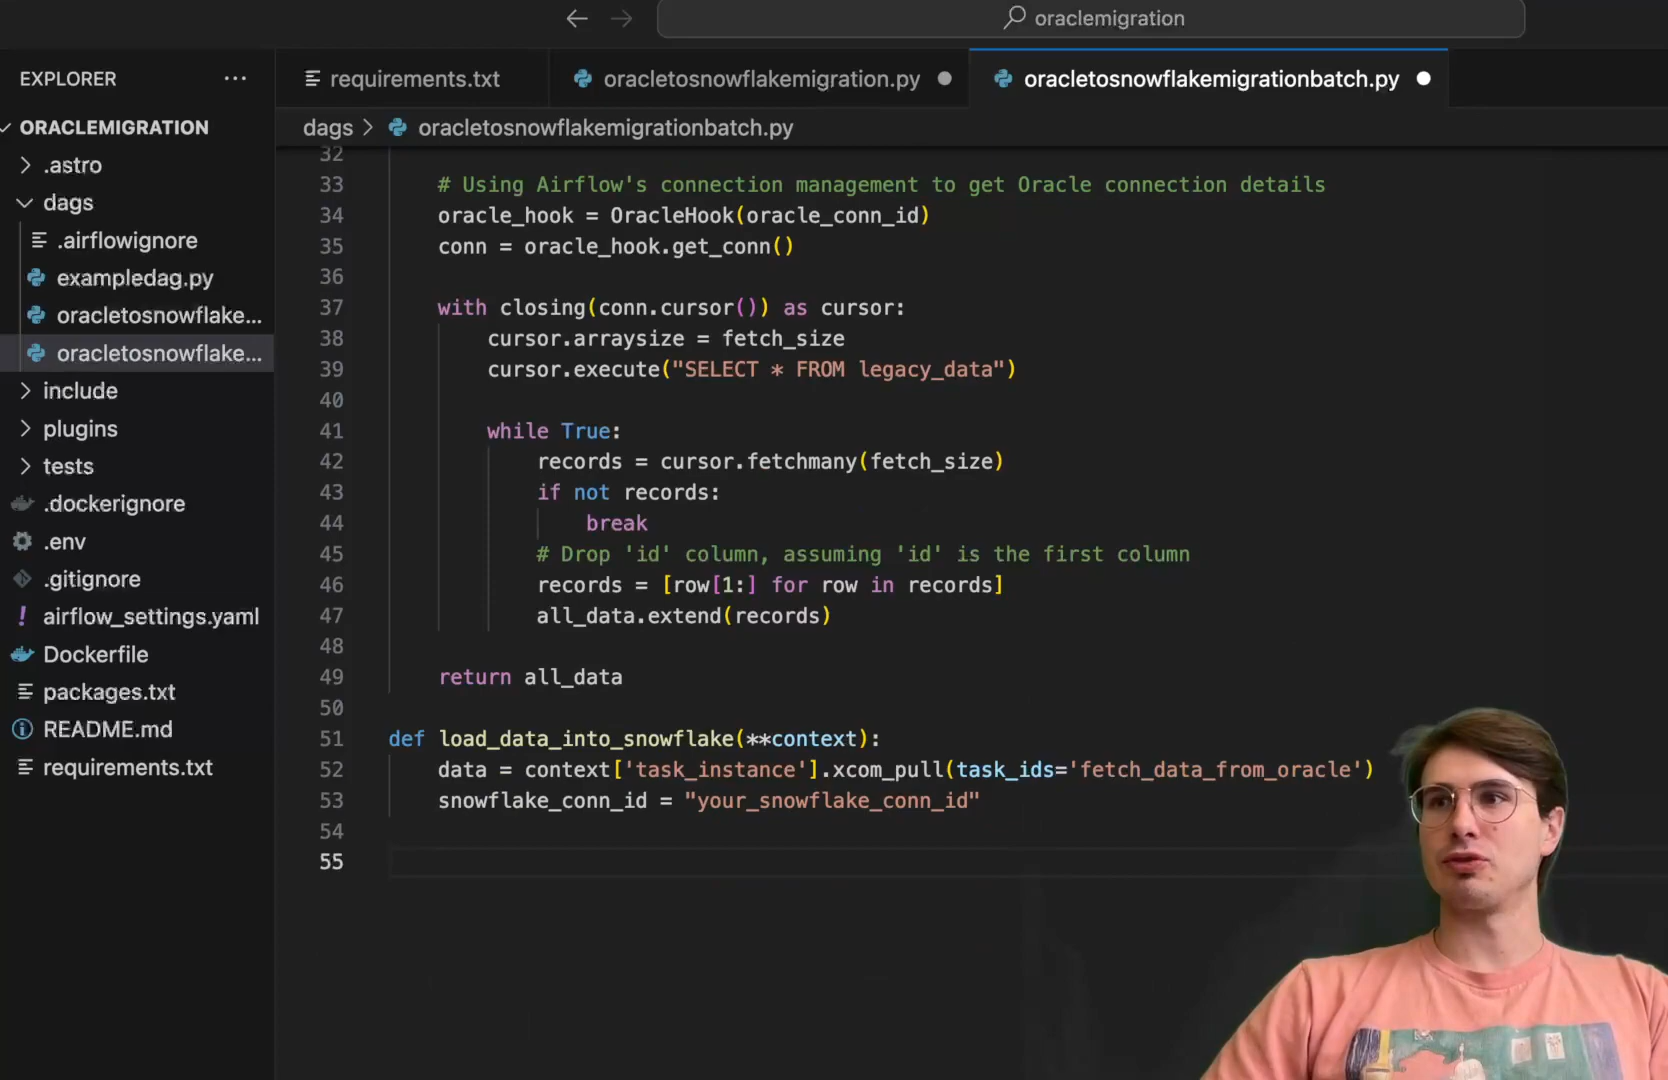 oraclemigration
EXPLORER
requirements.txt
oracletosnowflakemigration.py
oracletosnowflakemigrationbatch.py
ORACLEMIGRATION
dags > oracletosnowflakemigrationbatch.py
.astro
dags
.airflowignore
exampledag.py
oracletosnowflake...
oracletosnowflake...
include
plugins
tests
.dockerignore
.env
.gitignore
airflow_settings.yaml
Dockerfile
packages.txt
README.md
requirements.txt
32
33 # Using Airflow's connection management to get Oracle connection details
34 oracle_hook = OracleHook(oracle_conn_id)
35 conn = oracle_hook.get_conn()
36
37 with closing(conn.cursor()) as cursor:
38 cursor.arraysize = fetch_size
39 cursor.execute("SELECT * FROM legacy_data")
40
41 while True:
42 records = cursor.fetchmany(fetch_size)
43 if not records:
44 break
45 # Drop 'id' column, assuming 'id' is the first column
46 records = [row[1:] for row in records]
47 all_data.extend(records)
48
49 return all_data
50
51 def load_data_into_snowflake(**context):
52 data = context['task_instance'].xcom_pull(task_ids='fetch_data_from_oracle')
53 snowflake_conn_id = "your_snowflake_conn_id"
54
55